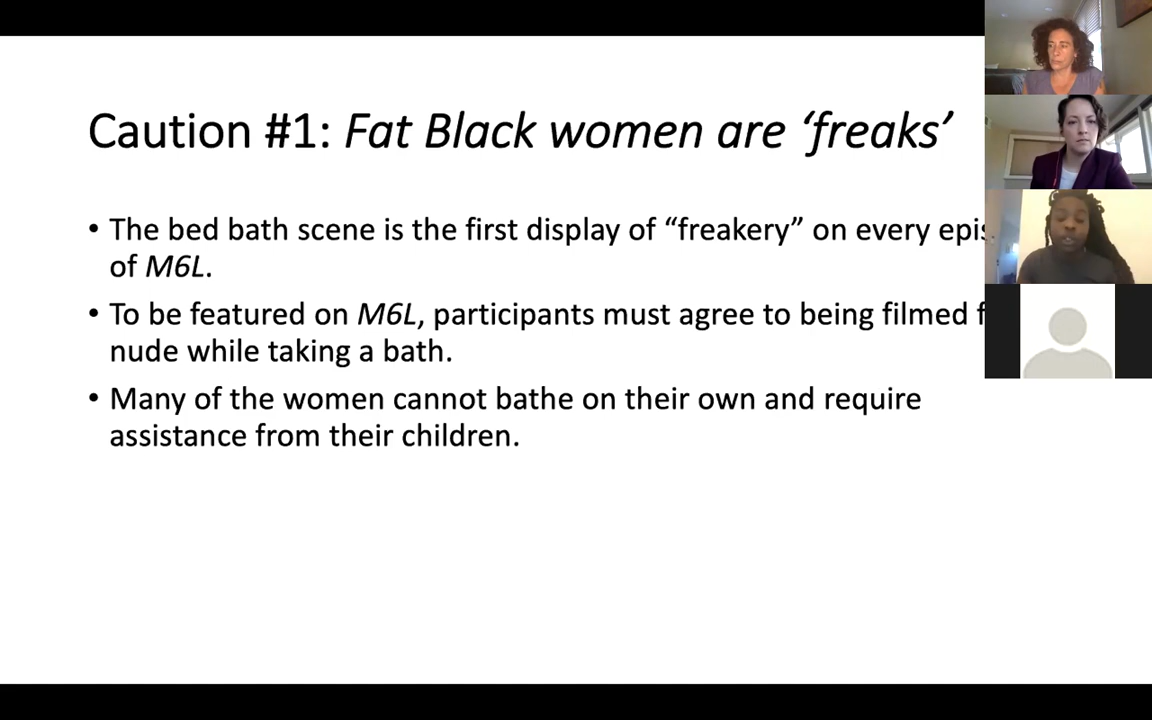 Caution #1: Fat Black women are ‘freaks’
• The bed bath scene is the first display of “freakery” on every
of M6L.
• To be featured on M6L, participants must agree to being filmed
nude while taking a bath.
• Many of the women cannot bathe on their own and require
assistance from their children.